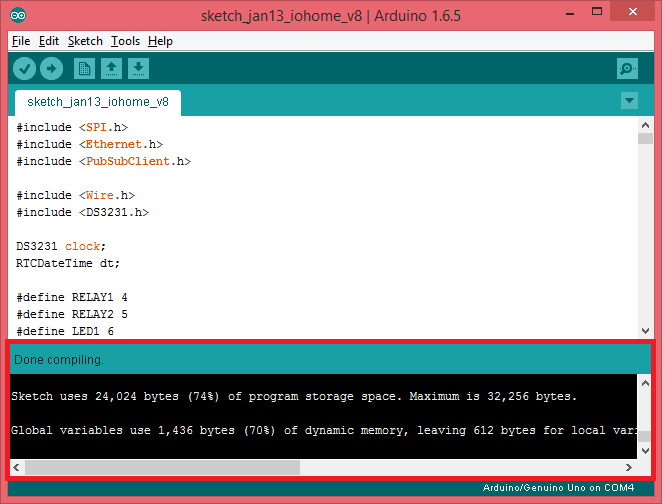 sketch_jan13_iohome_v8 | Arduino 1.6.5
File Edit Sketch Tools Help
sketch_jan13_iohome_v8
#include <SPI.h>
#include <Ethernet.h>
#include <PubSubClient.h>
#include <Wire.h>
#include <DS3231.h>
DS3231 clock;
RTCDateTime dt;
#define RELAY1 4
#define RELAY2 5
#define LED1 6
Done compiling.
Sketch uses 24,024 bytes (74%) of program storage space. Maximum is 32,256 bytes.
Global variables use 1,436 bytes (70%) of dynamic memory, leaving 612 bytes for local vari
Arduino/Genuino Uno on COM4